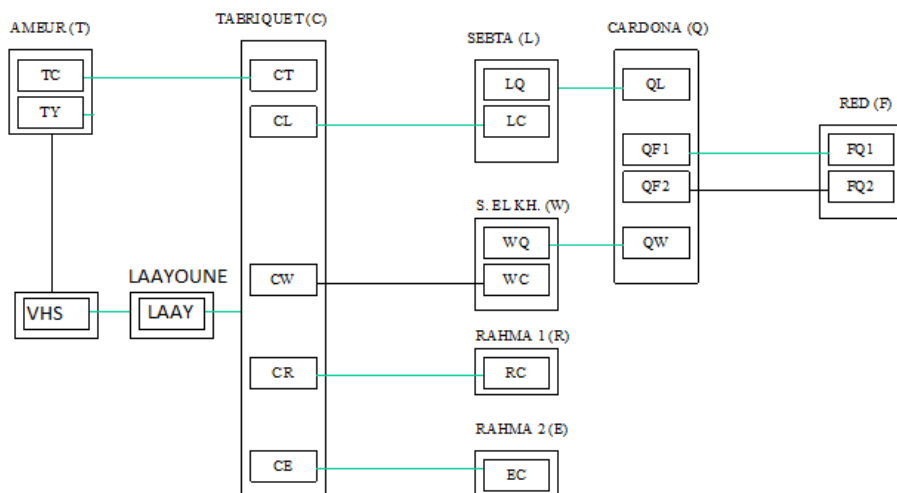 AMEUR (T)
TC
TY
VHS
LAAYOUNE
LAAY
TABRIQUET (C)
CT
CL
CW
CR
CE
SEBTA (L)
LQ
LC
S. EL KH. (W)
WQ
WC
RAHMA 1 (R)
RC
RAHMA 2 (E)
EC
CARDONA (Q)
QL
QF1
QF2
QW
RED (F)
FQ1
FQ2